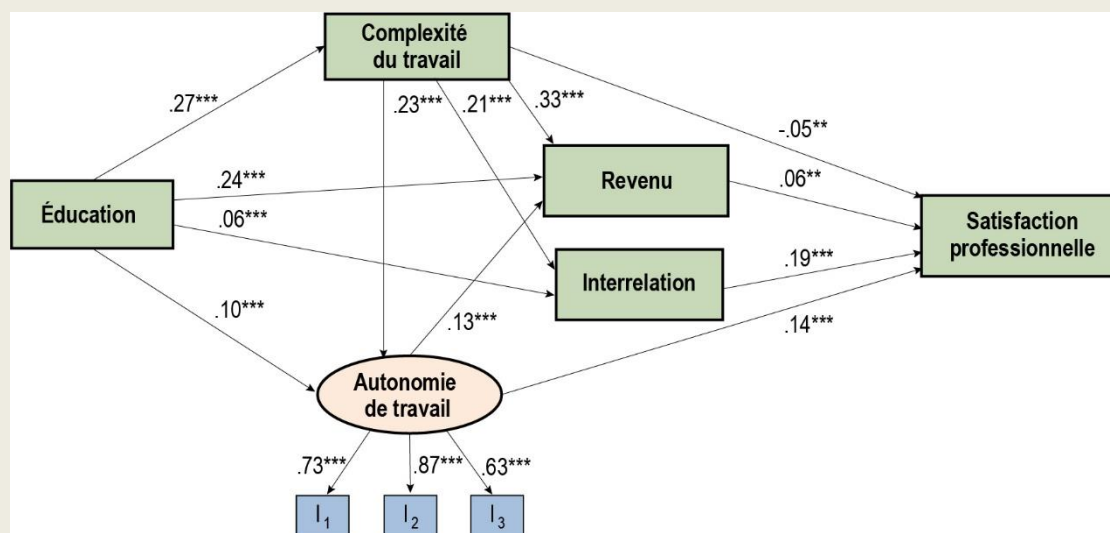 Complexité
du travail
.27***
.23***
.21***
.33***
-.05**
.24***
Revenu
.06**
Éducation
.06***
Satisfaction
professionnelle
Interrelation
.19***
.10***
.13***
.14***
Autonomie
de travail
.73***
.87***
.63***
I₁
I₂
I₃